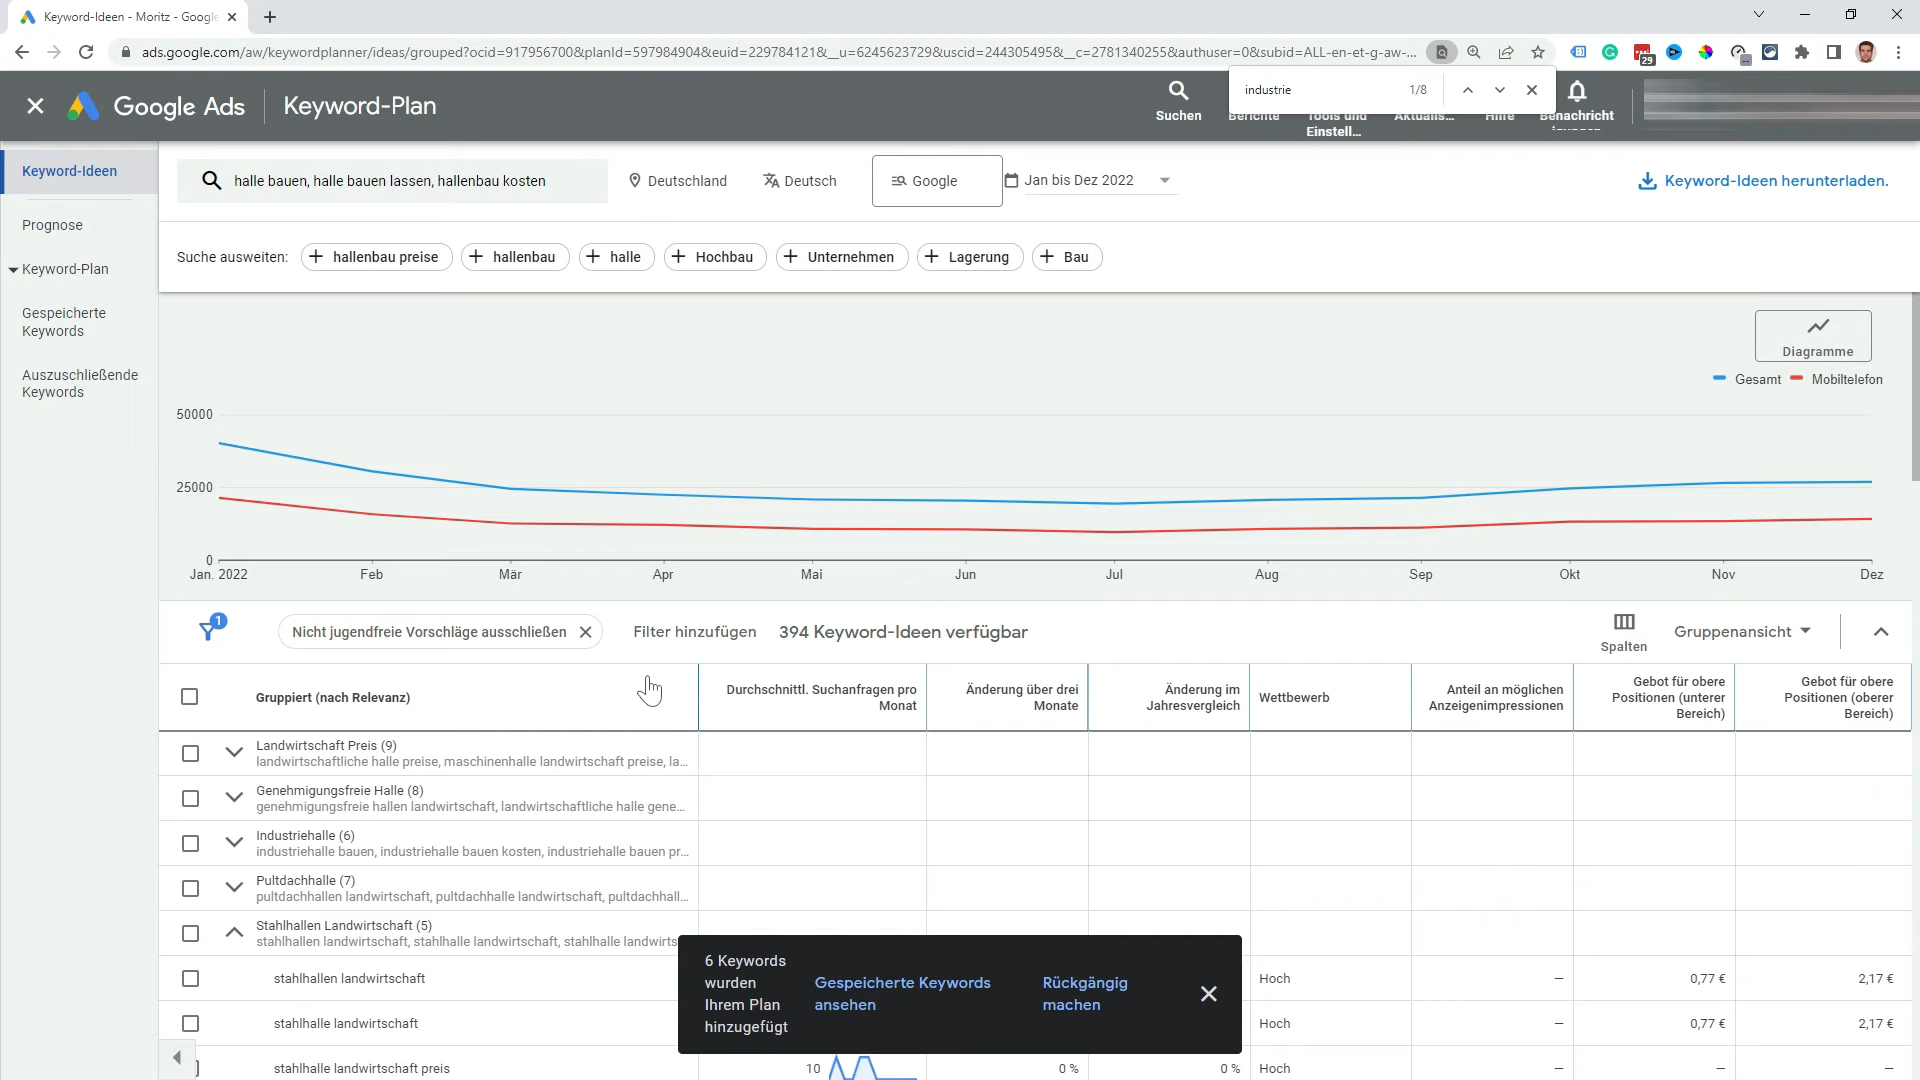 Keyword-Ideen - Moritz - Google
ads.google.com/aw/keywordplanner/ideas/grouped?ocid=917956700&planId=597984904&euid=229784121&__u=6245623729&uscid=244305495&__c=2781340255&authuser=0&subid=ALL-en-et-g-aw-...
29
Google Ads
Keyword-Plan
industrie
1/8
Suchen
Berichte
Tools und
Einstell...
Aktualis...
Hilfe
Benachricht
Keyword-Ideen
Prognose
Keyword-Plan
Gespeicherte
Keywords
Auszuschließende
Keywords
halle bauen, halle bauen lassen, hallenbau kosten
Deutschland
Deutsch
Google
Jan bis Dez 2022
Keyword-Ideen herunterladen.
Suche ausweiten:
hallenbau preise
hallenbau
halle
Hochbau
Unternehmen
Lagerung
Bau
Diagramme
Gesamt
Mobiltelefon
50000
25000
0
Jan. 2022
Feb
Mär
Apr
Mai
Jun
Jul
Aug
Sep
Okt
Nov
Dez
1
Nicht jugendfreie Vorschläge ausschließen
Filter hinzufügen
394 Keyword-Ideen verfügbar
Spalten
Gruppenansicht
Gruppiert (nach Relevanz)
Durchschnittl. Suchanfragen pro
Monat
Änderung über drei
Monate
Änderung im
Jahresvergleich
Wettbewerb
Anteil an möglichen
Anzeigenimpressionen
Gebot für obere
Positionen (unterer
Bereich)
Gebot für obere
Positionen (oberer
Bereich)
Landwirtschaft Preis (9)
landwirtschaftliche halle preise, maschinenhalle landwirtschaft preise, la...
Genehmigungsfreie Halle (8)
genehmigungsfreie hallen landwirtschaft, landwirtschaftliche halle gene...
Industriehalle (6)
industriehalle bauen, industriehalle bauen kosten, industriehalle bauen pr...
Pultdachhalle (7)
pultdachhallen landwirtschaft, pultdachhalle landwirtschaft, pultdachhall...
Stahlhallen Landwirtschaft (5)
stahlhallen landwirtschaft, stahlhalle landwirtschaft, stahlhalle landwirts
stahlhallen landwirtschaft
Hoch
–
0,77 €
2,17 €
stahlhalle landwirtschaft
Hoch
–
0,77 €
2,17 €
stahlhalle landwirtschaft preis
10
0 %
0 %
Hoch
–
–
–
6 Keywords
wurden
Ihrem Plan
hinzugefügt
Gespeicherte Keywords
ansehen
Rückgängig
machen